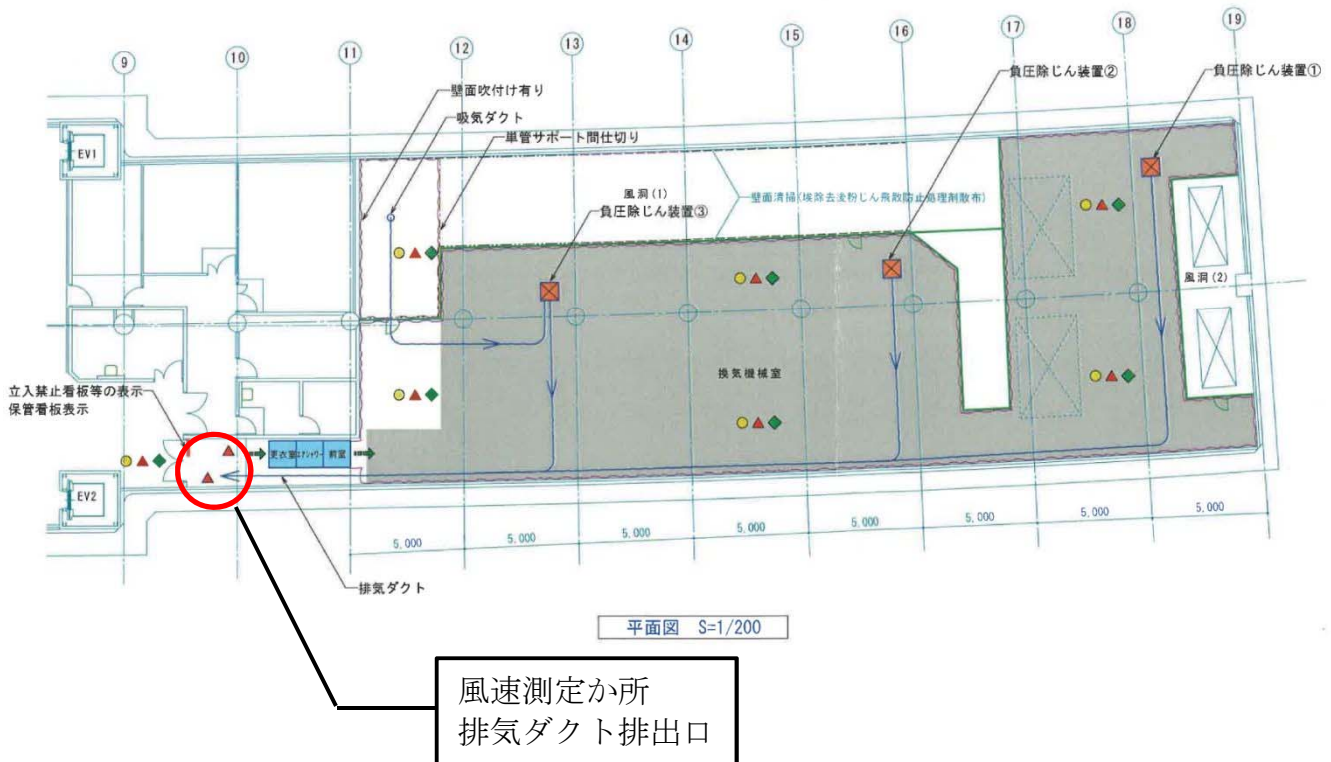 9
10
11
12
13
14
15
16
17
18
19
負圧除じん装置②
負圧除じん装置①
壁面吹付け有り
吸気ダクト
単管サポート間仕切り
EV1
風洞(1)
負圧除じん装置③
壁面清掃(埃除去後粉じん飛散防止処理剤散布)
風洞(2)
換気機械室
立入禁止看板等の表示
保管看板表示
更衣室
エアシャワー
前室
EV2
5,000
5,000
5,000
5,000
5,000
5,000
5,000
5,000
排気ダクト
平面図 S=1/200
風速測定か所
排気ダクト排出口